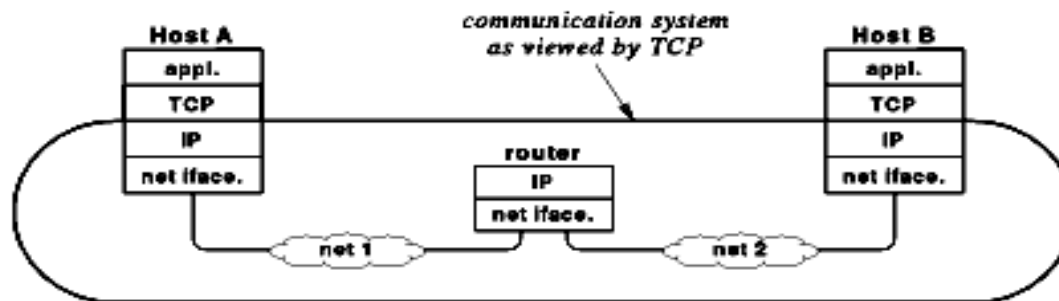 communication system
as viewed by TCP
Host A
appl.
TCP
IP
net iface.
router
IP
net iface.
Host B
appl.
TCP
IP
net iface.
net 1
net 2